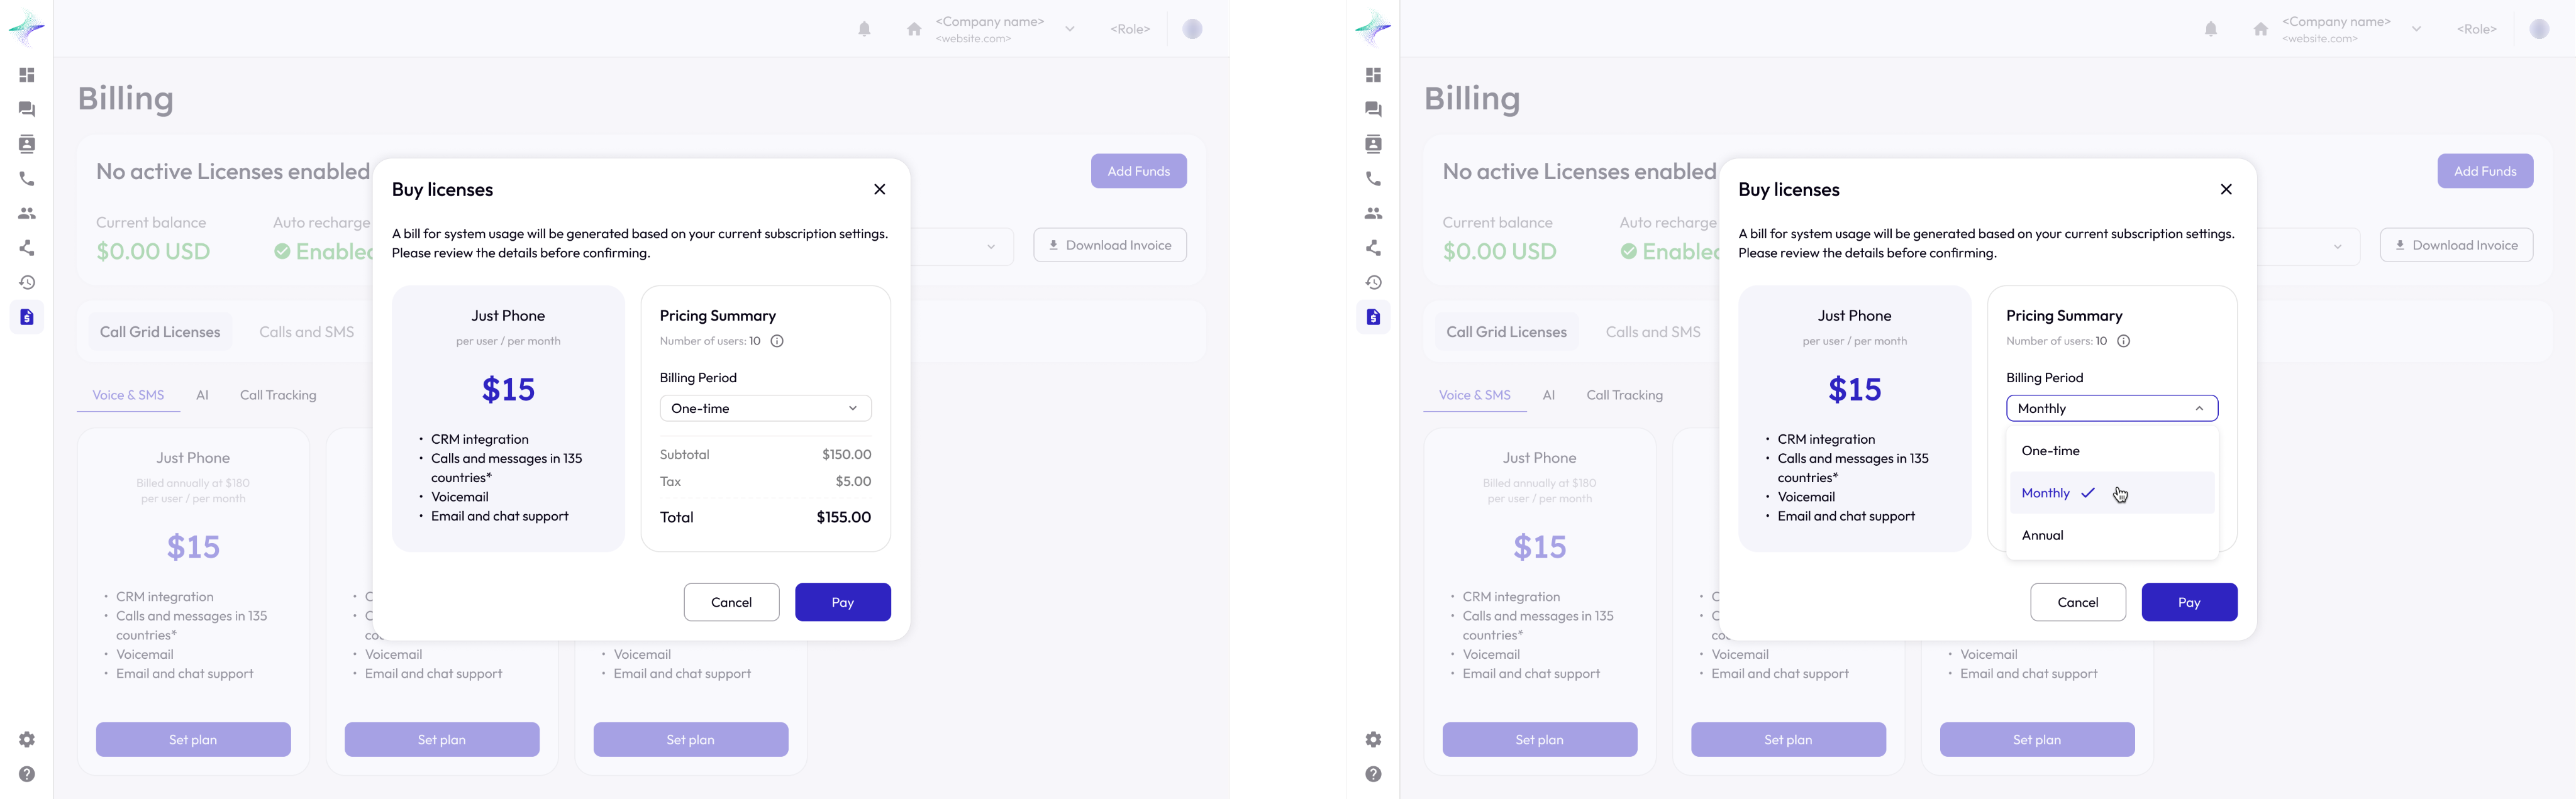 <Company name>
<website.com>
<Role>
Billing
No active Licenses enabled
Add Funds
Current balance
Auto recharge
$0.00 USD
Enabled
Download Invoice
Call Grid Licenses
Calls and SMS
Voice & SMS
AI
Call Tracking
Just Phone
Billed annually at $180
per user / per month
$15
• CRM integration
• Calls and messages in 135
countries*
• Voicemail
• Email and chat support
Set plan
• Voicemail
• Email and chat support
Set plan
• Voicemail
• Email and chat support
Set plan
Buy licenses
A bill for system usage will be generated based on your current subscription settings.
Please review the details before confirming.
Just Phone
per user / per month
$15
• CRM integration
• Calls and messages in 135
countries*
• Voicemail
• Email and chat support
Pricing Summary
Number of users: 10
Billing Period
One-time
Subtotal $150.00
Tax $5.00
Total $155.00
Cancel
Pay
<Company name>
<website.com>
<Role>
Billing
No active Licenses enabled
Add Funds
Current balance
Auto recharge
$0.00 USD
Enabled
Download Invoice
Call Grid Licenses
Calls and SMS
Voice & SMS
AI
Call Tracking
Just Phone
Billed annually at $180
per user / per month
$15
• CRM integration
• Calls and messages in 135
countries*
• Voicemail
• Email and chat support
Set plan
• Voicemail
• Email and chat support
Set plan
• Voicemail
• Email and chat support
Set plan
Buy licenses
A bill for system usage will be generated based on your current subscription settings.
Please review the details before confirming.
Just Phone
per user / per month
$15
• CRM integration
• Calls and messages in 135
countries*
• Voicemail
• Email and chat support
Pricing Summary
Number of users: 10
Billing Period
Monthly
One-time
Monthly
Annual
Cancel
Pay